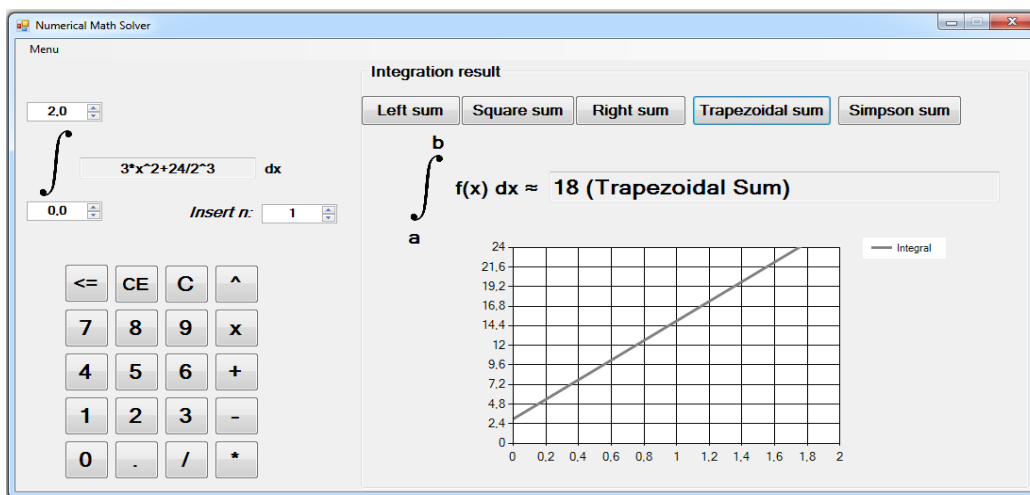 Numerical Math Solver
Menu
2,0
3*x^2+24/2^3 dx
0,0 Insert n: 1
<= CE C ^
7 8 9 x
4 5 6 +
1 2 3 -
0 . / *
Integration result
Left sum Square sum Right sum Trapezoidal sum Simpson sum
b
∫ f(x) dx ≈ 18 (Trapezoidal Sum)
a
24
21,6
19,2
16,8
14,4
12
9,6
7,2
4,8
2,4
0
0 0,2 0,4 0,6 0,8 1 1,2 1,4 1,6 1,8 2
Integral